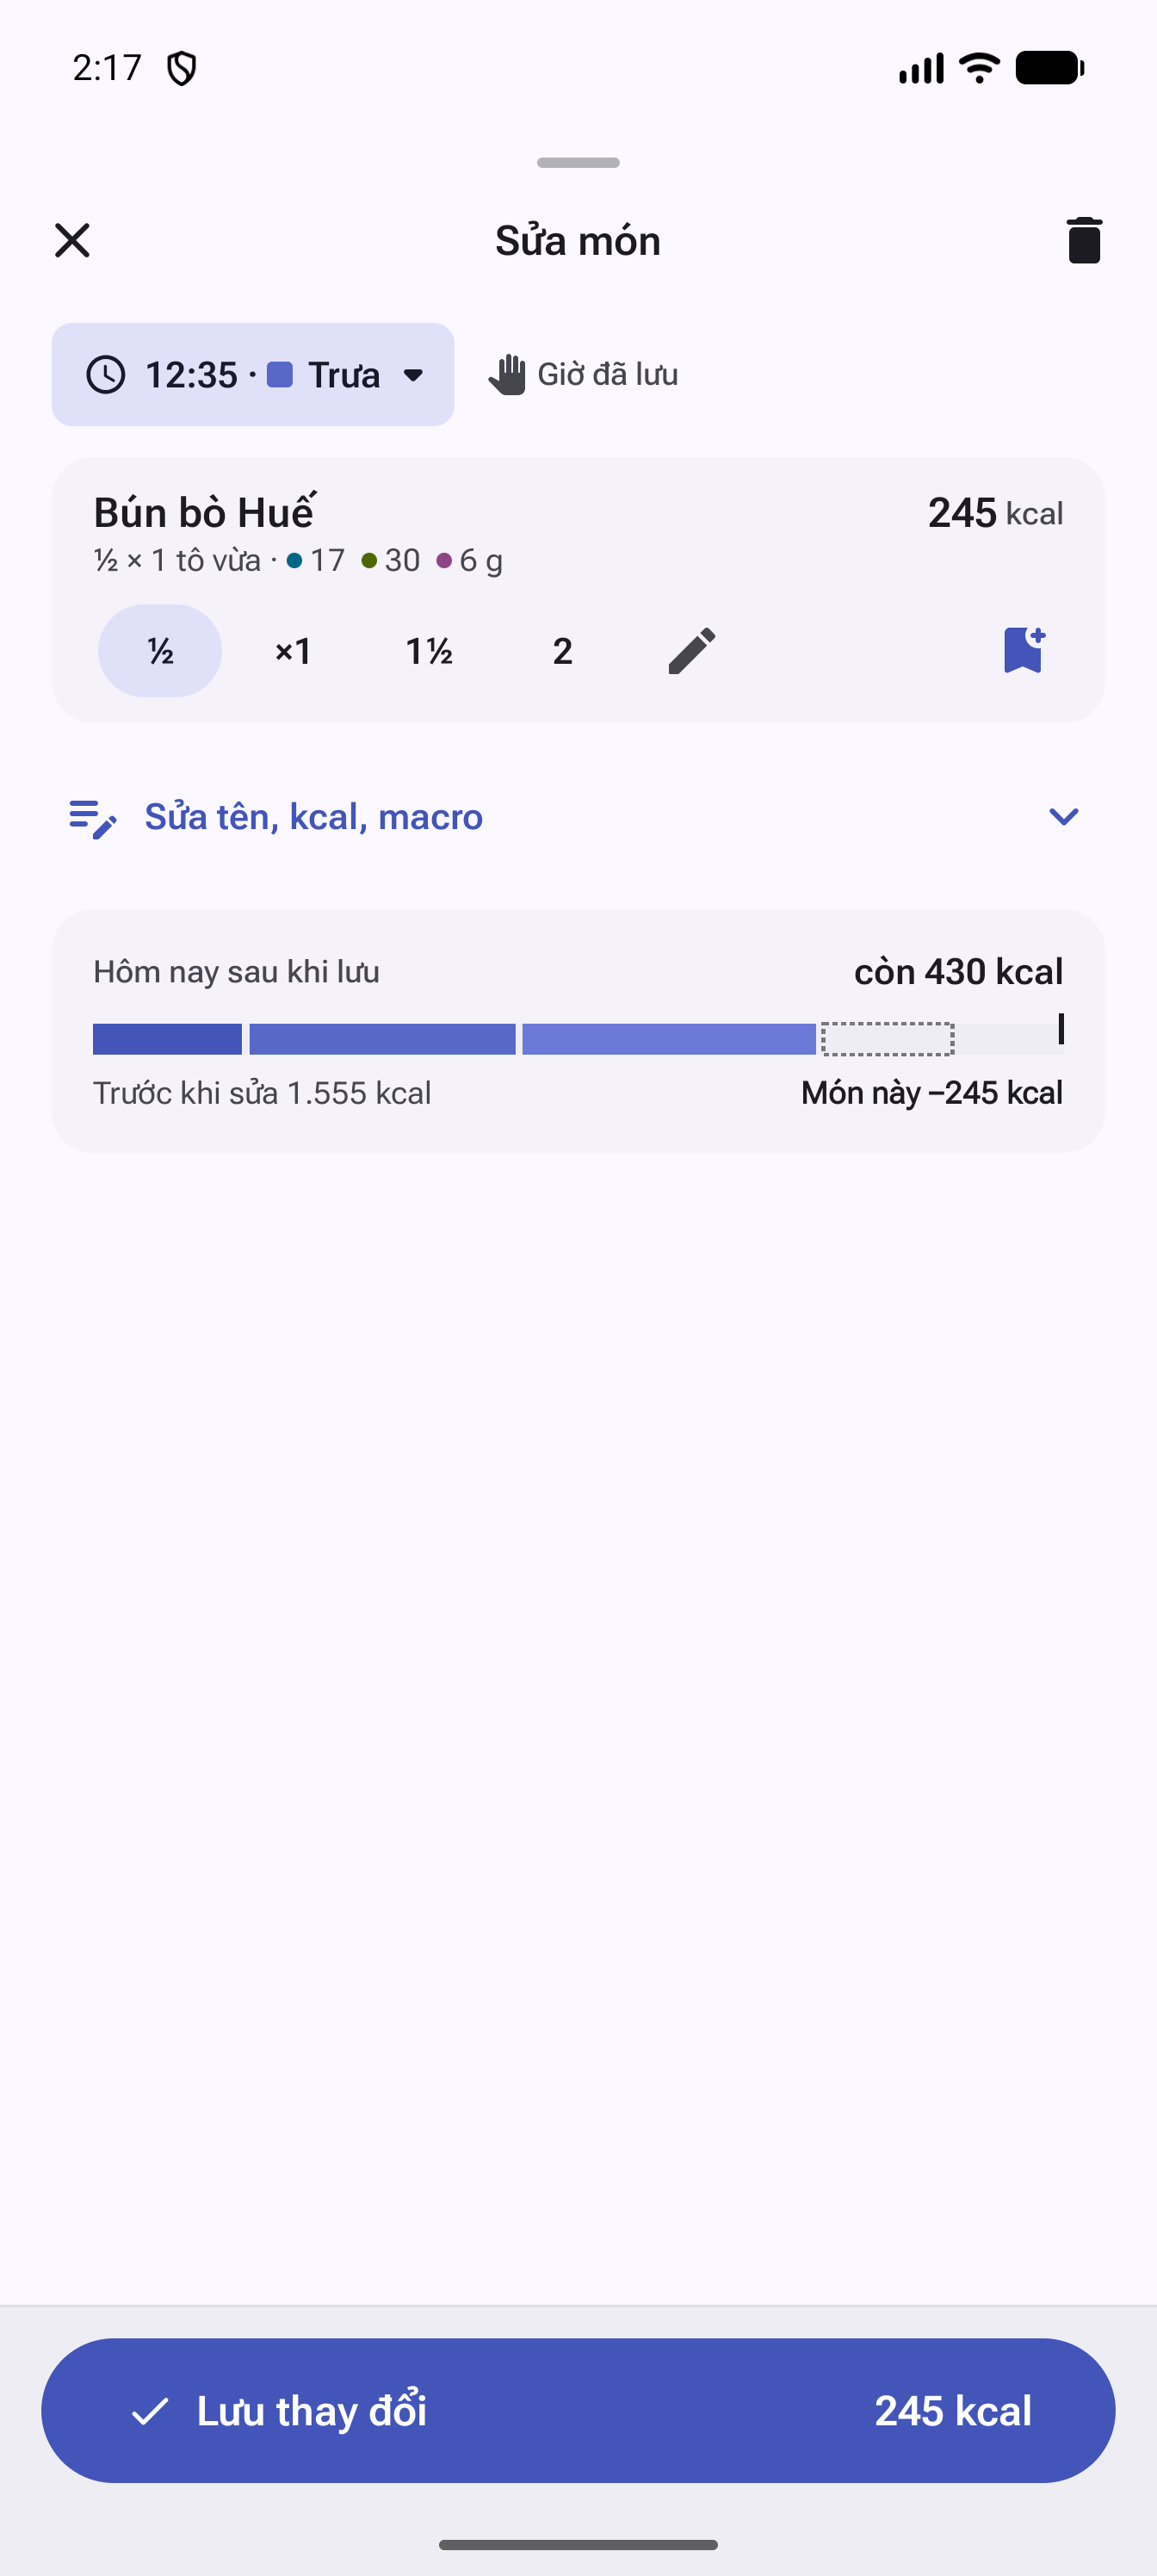 2:17
Sửa món
12:35 · Trưa
Giờ đã lưu
Bún bò Huế
245 kcal
½ × 1 tô vừa · 17 30 6 g
½ ×1 1½ 2
Sửa tên, kcal, macro
Hôm nay sau khi lưu
còn 430 kcal
Trước khi sửa 1.555 kcal
Món này –245 kcal
Lưu thay đổi
245 kcal